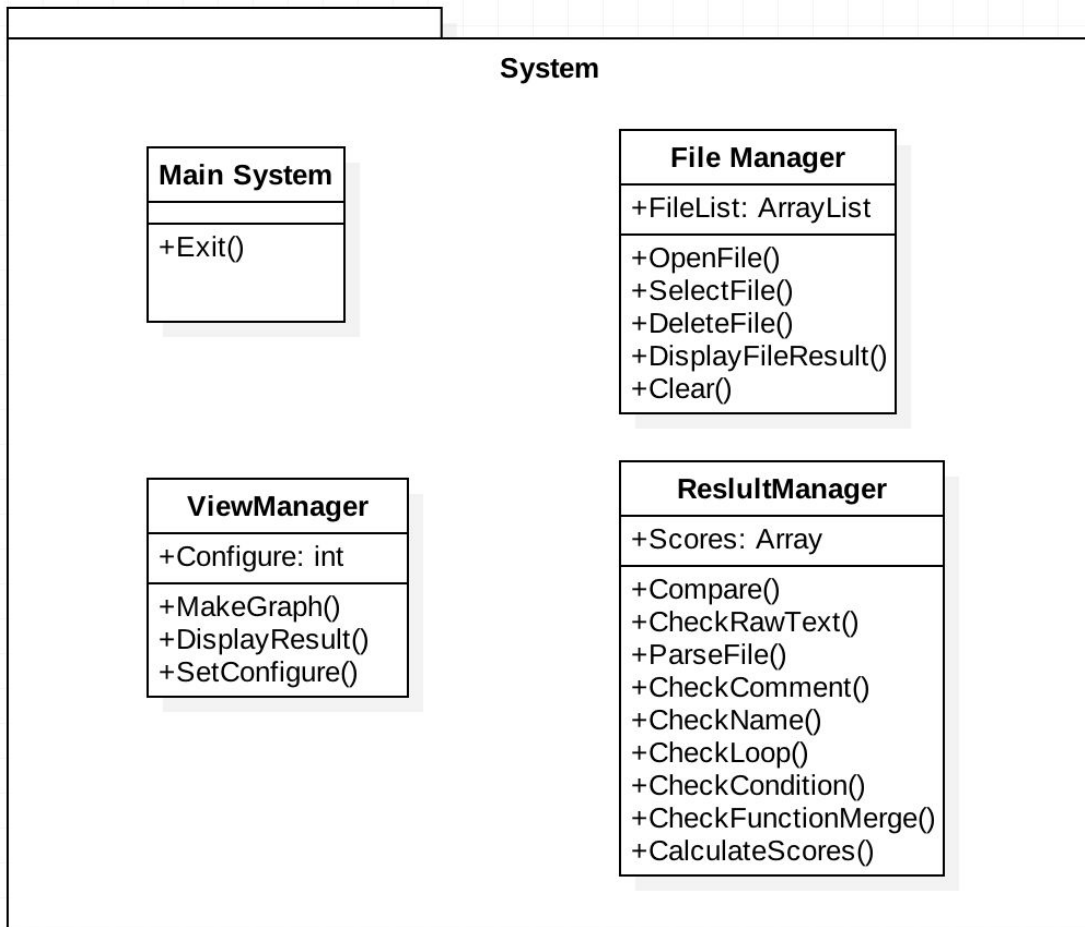 System
Main System
+Exit()
File Manager
+FileList: ArrayList
+OpenFile()
+SelectFile()
+DeleteFile()
+DisplayFileResult()
+Clear()
ViewManager
+Configure: int
+MakeGraph()
+DisplayResult()
+SetConfigure()
ReslultManager
+Scores: Array
+Compare()
+CheckRawText()
+ParseFile()
+CheckComment()
+CheckName()
+CheckLoop()
+CheckCondition()
+CheckFunctionMerge()
+CalculateScores()